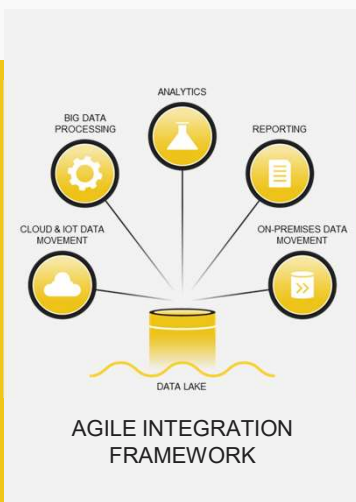 ANALYTICS
BIG DATA
PROCESSING
REPORTING
CLOUD & IOT DATA
MOVEMENT
ON-PREMISES DATA
MOVEMENT
DATA LAKE
AGILE INTEGRATION
FRAMEWORK